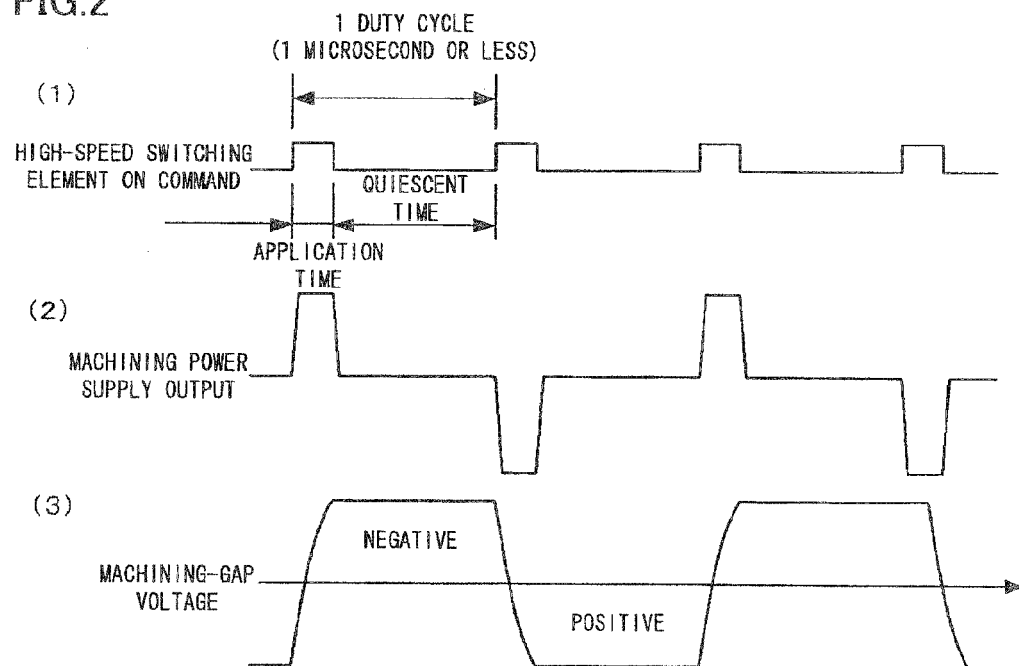 FIG.2
1 DUTY CYCLE
(1 MICROSECOND OR LESS)
(1)
HIGH-SPEED SWITCHING
ELEMENT ON COMMAND
QUIESCENT
TIME
APPLICATION
TIME
(2)
MACHINING POWER
SUPPLY OUTPUT
(3)
NEGATIVE
MACHINING-GAP
VOLTAGE
POSITIVE